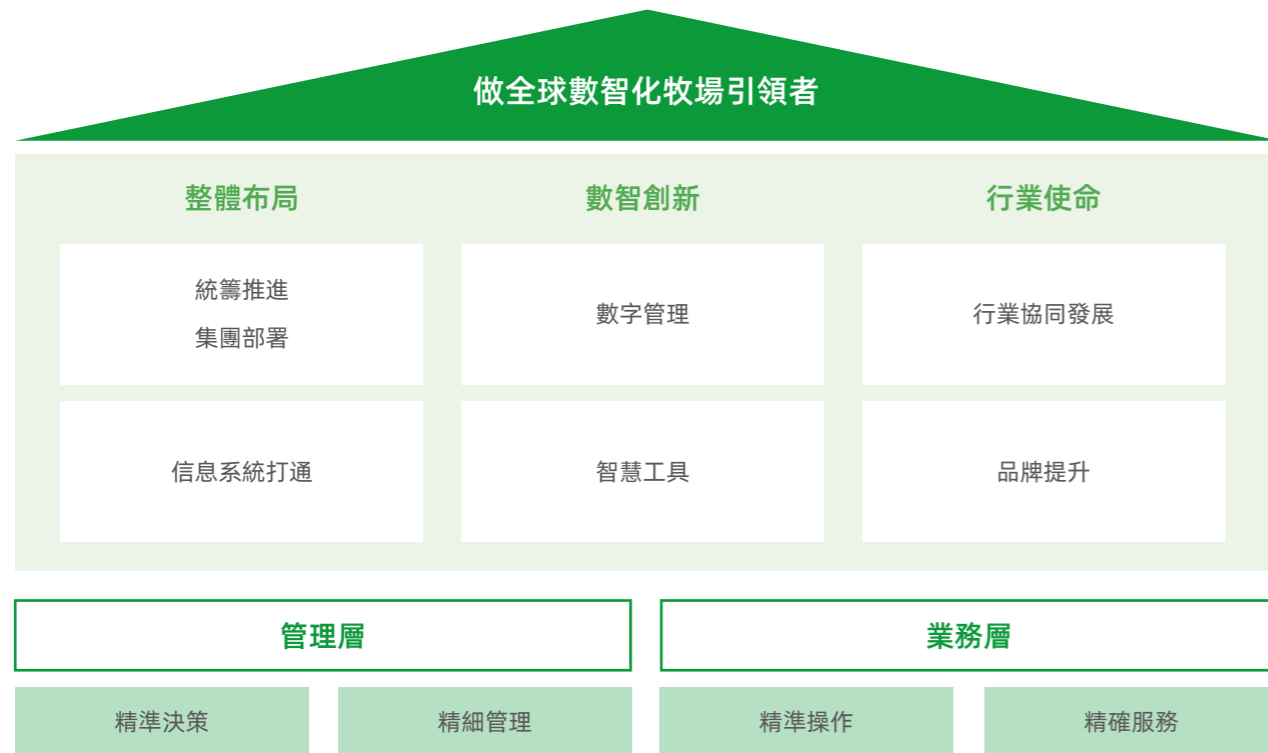 做全球數智化牧場引領者
整體布局
數智創新
行業使命
統籌推進
集團部署
數字管理
行業協同發展
信息系統打通
智慧工具
品牌提升
管理層
業務層
精準決策
精細管理
精準操作
精確服務